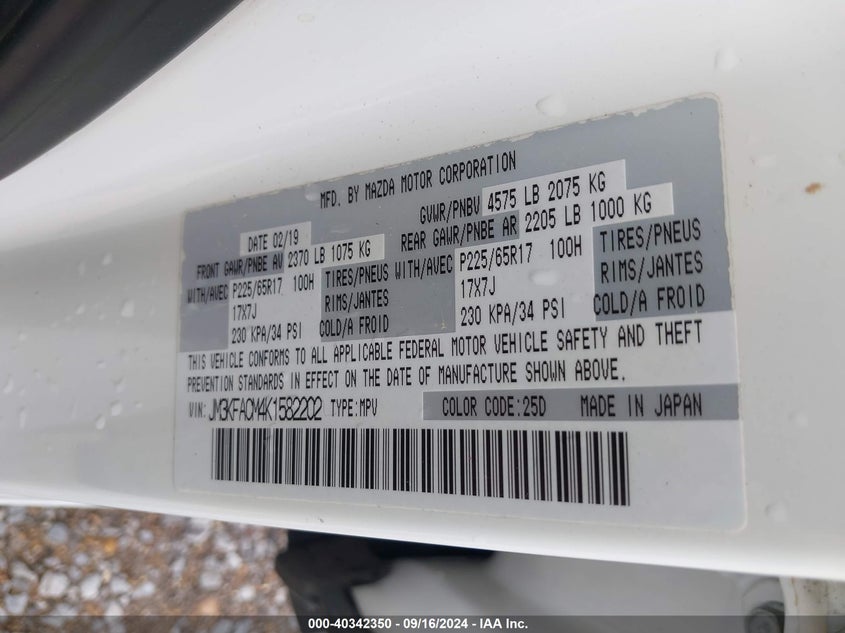 MFD. BY MAZDA MOTOR CORPORATION
DATE 02/19
GVWR/PNBV 4575 LB 2075 KG
FRONT GAWR/PNBE AV 2370 LB 1075 KG
REAR GAWR/PNBE AR 2205 LB 1000 KG
WITH/AVEC P225/65R17 100H TIRES/PNEUS WITH/AVEC P225/65R17 100H TIRES/PNEUS
17X7J RIMS/JANTES 17X7J RIMS/JANTES
230 KPA/34 PSI COLD/A FROID 230 KPA/34 PSI COLD/A FROID
THIS VEHICLE CONFORMS TO ALL APPLICABLE FEDERAL MOTOR VEHICLE SAFETY AND THEFT
PREVENTION STANDARDS IN EFFECT ON THE DATE OF MANUFACTURE SHOWN ABOVE.
VIN: JM3KFACM4K1582202 TYPE:MPV COLOR CODE:25D MADE IN JAPAN
000-40342350 - 09/16/2024 - IAA Inc.